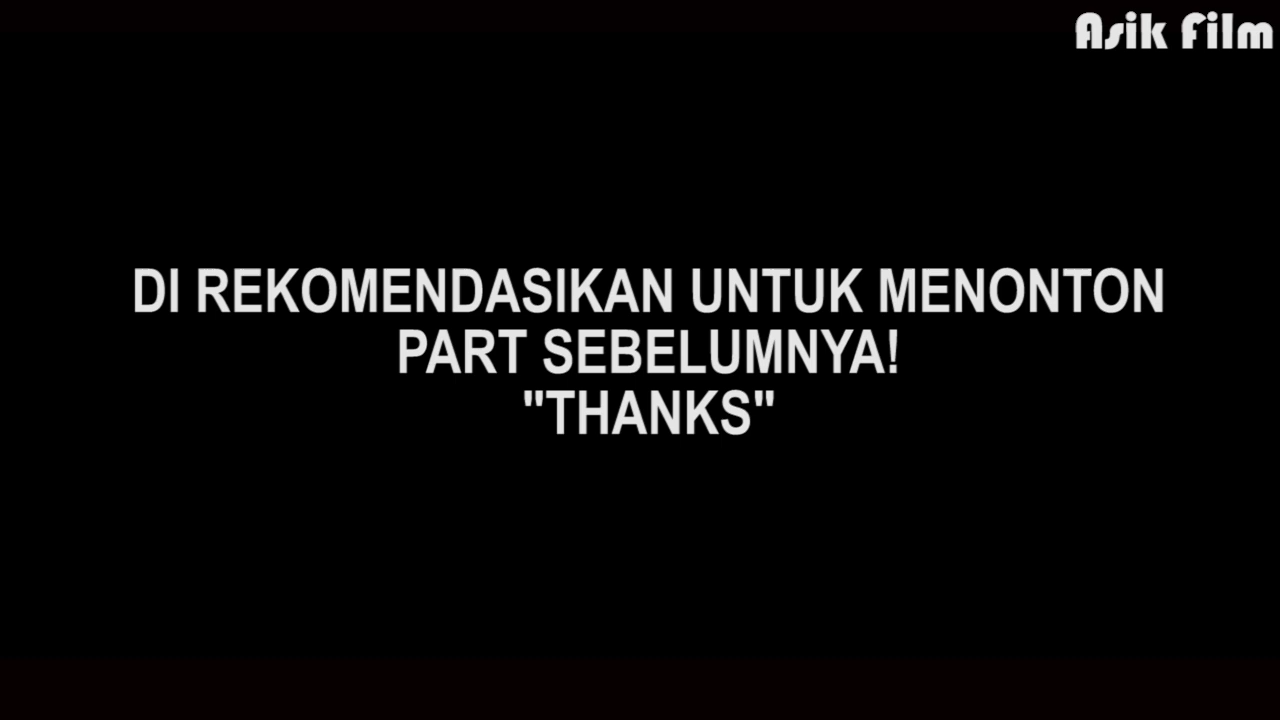 Asik Film
DI REKOMENDASIKAN UNTUK MENONTON
PART SEBELUMNYA!
"THANKS"